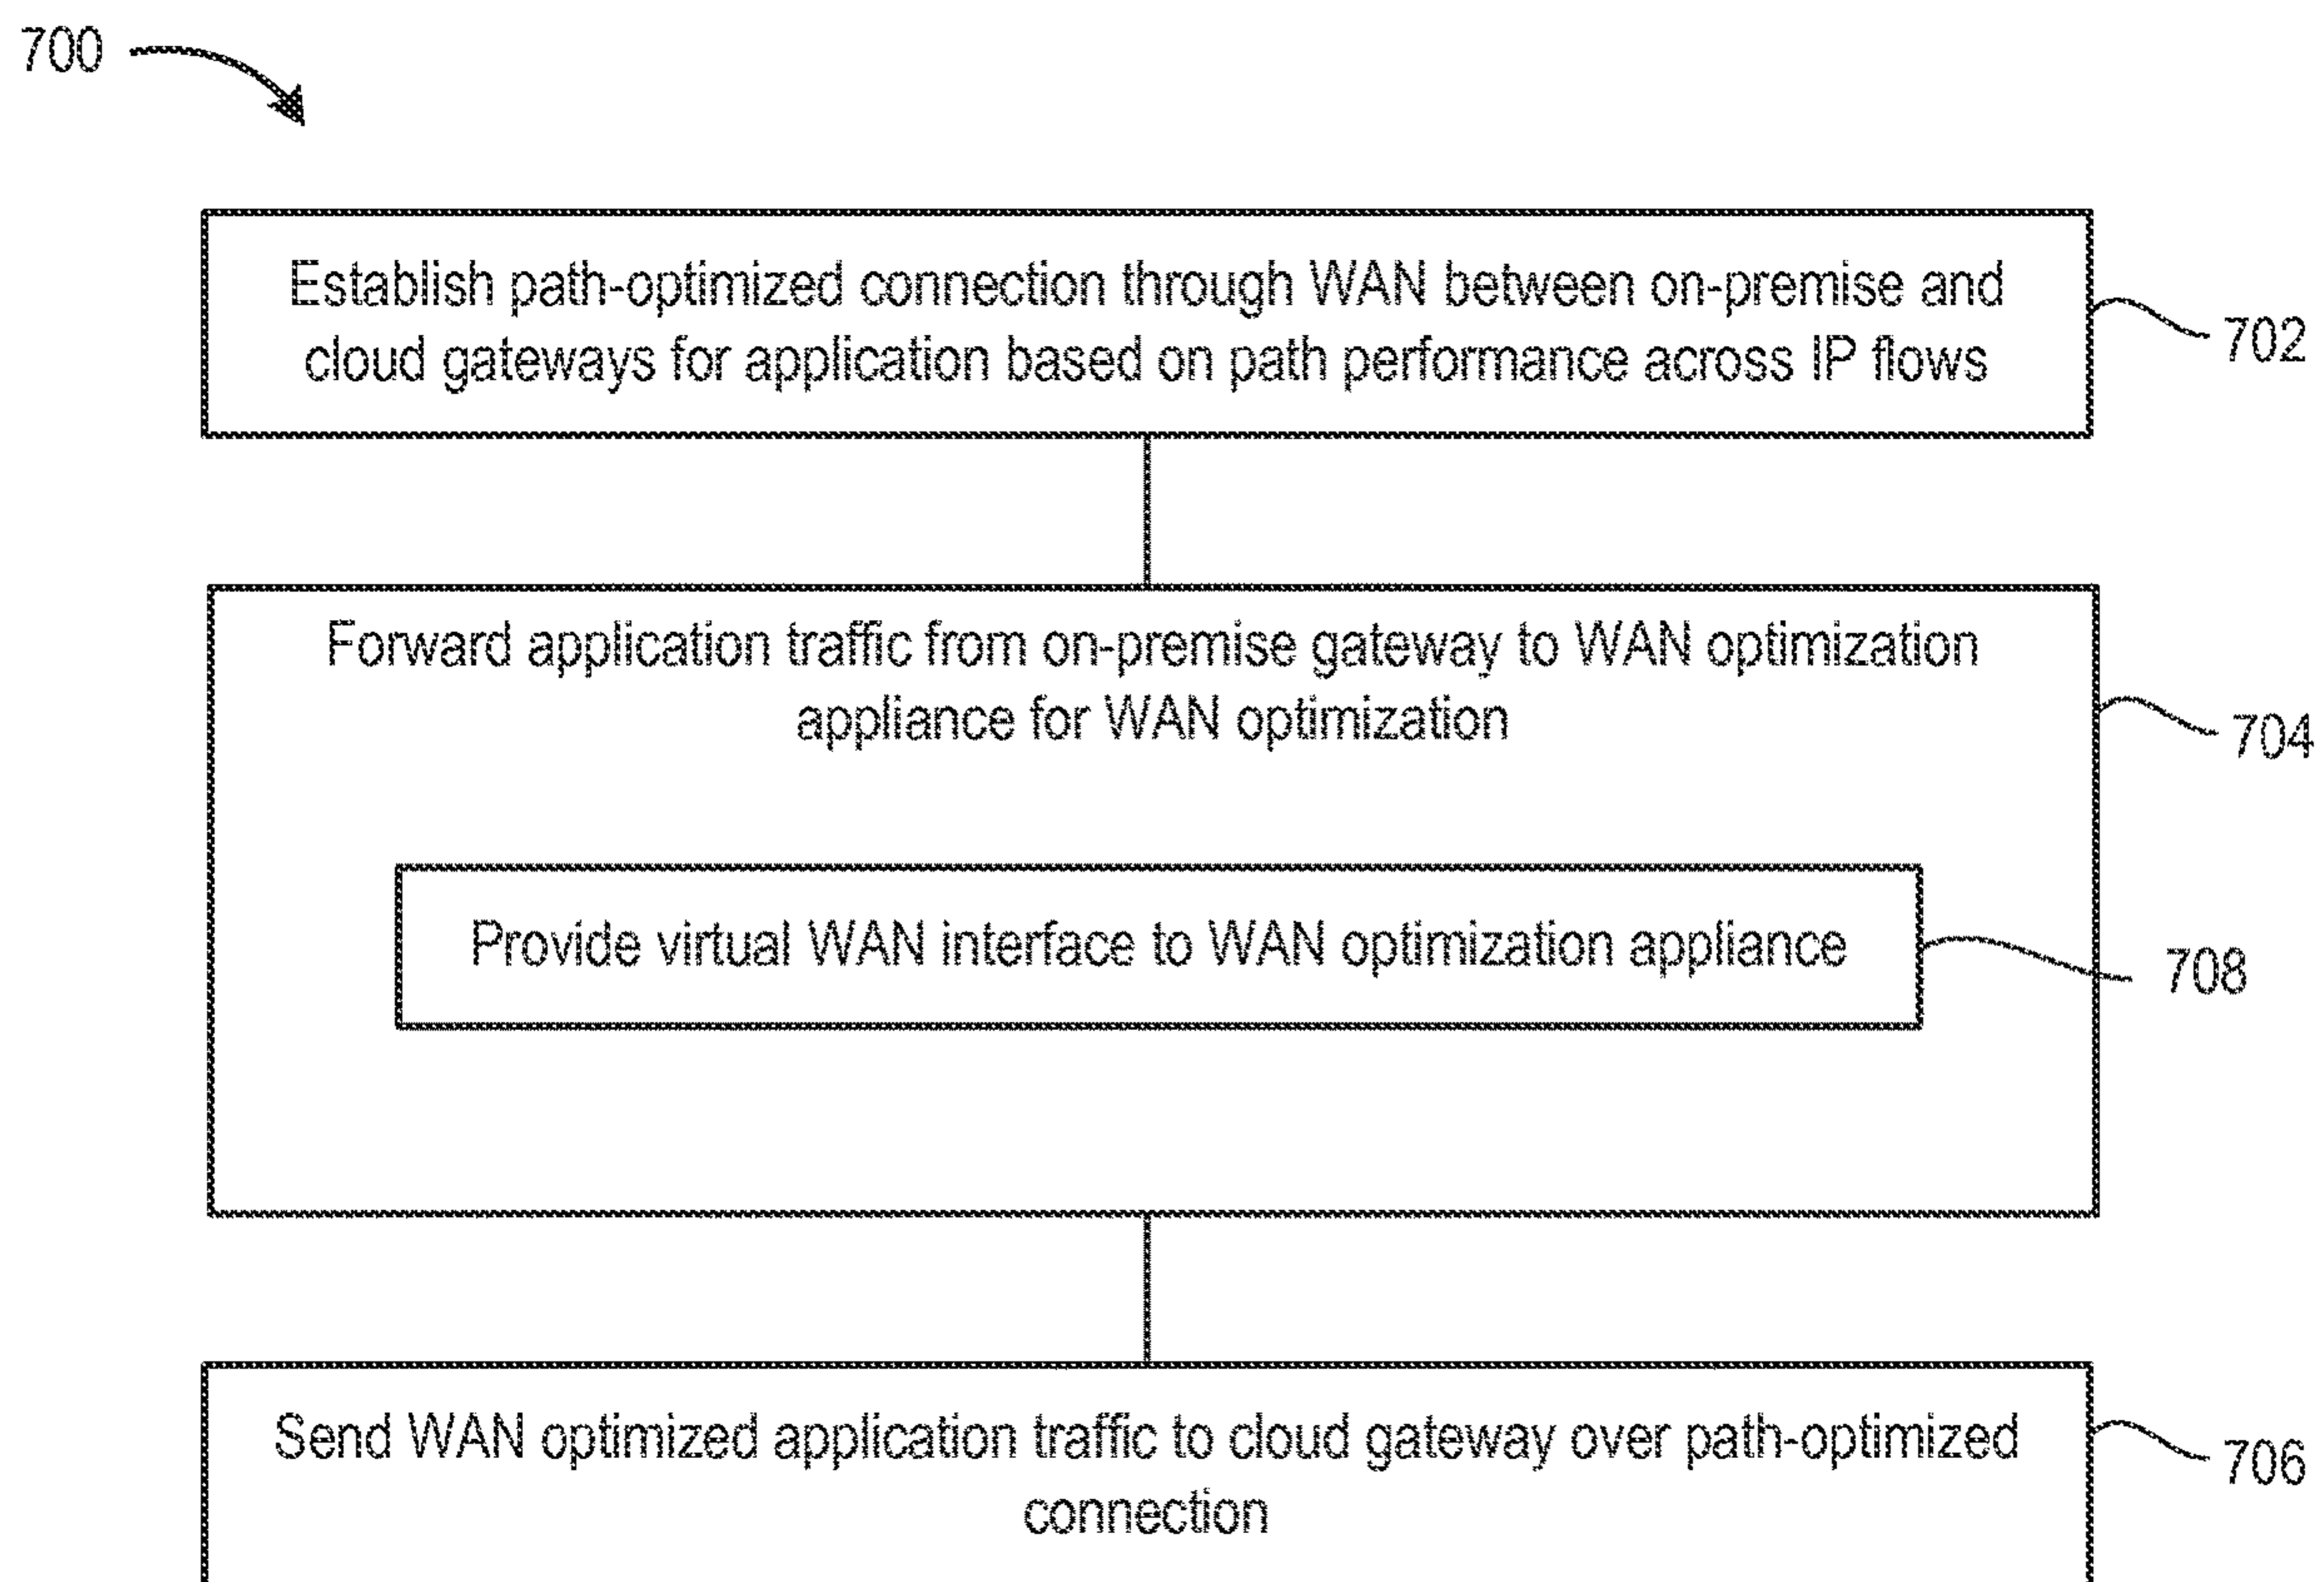 700
Establish path-optimized connection through WAN between on-premise and
cloud gateways for application based on path performance across IP flows
702
Forward application traffic from on-premise gateway to WAN optimization
appliance for WAN optimization
704
Provide virtual WAN interface to WAN optimization appliance
708
Send WAN optimized application traffic to cloud gateway over path-optimized
connection
706